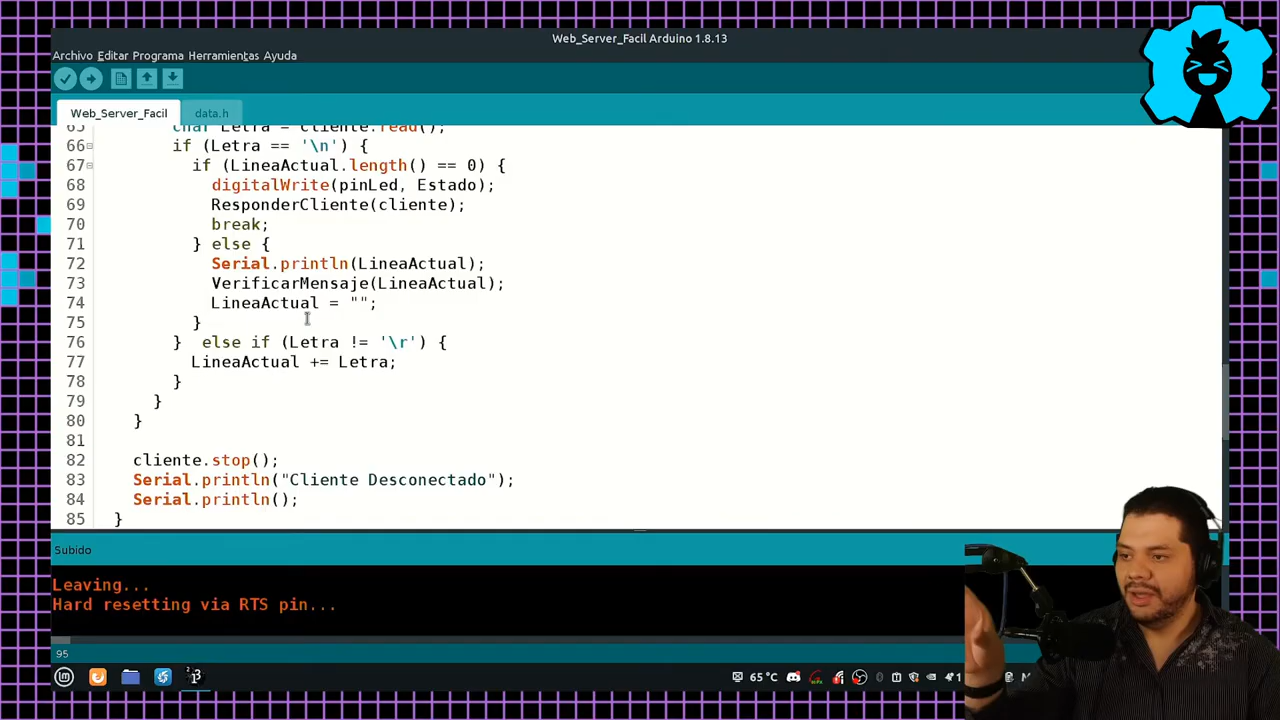 Web_Server_Facil Arduino 1.8.13
Archivo Editar Programa Herramientas Ayuda
Web_Server_Facil data.h
65 char Letra = cliente.read();
66 if (Letra == '\n') {
67 if (LineaActual.length() == 0) {
68 digitalWrite(pinLed, Estado);
69 ResponderCliente(cliente);
70 break;
71 } else {
72 Serial.println(LineaActual);
73 VerificarMensaje(LineaActual);
74 LineaActual = "";
75 }
76 } else if (Letra != '\r') {
77 LineaActual += Letra;
78 }
79 }
80 }
81
82 cliente.stop();
83 Serial.println("Cliente Desconectado");
84 Serial.println();
85 }
Subido
Leaving...
Hard resetting via RTS pin...
95
65 °C